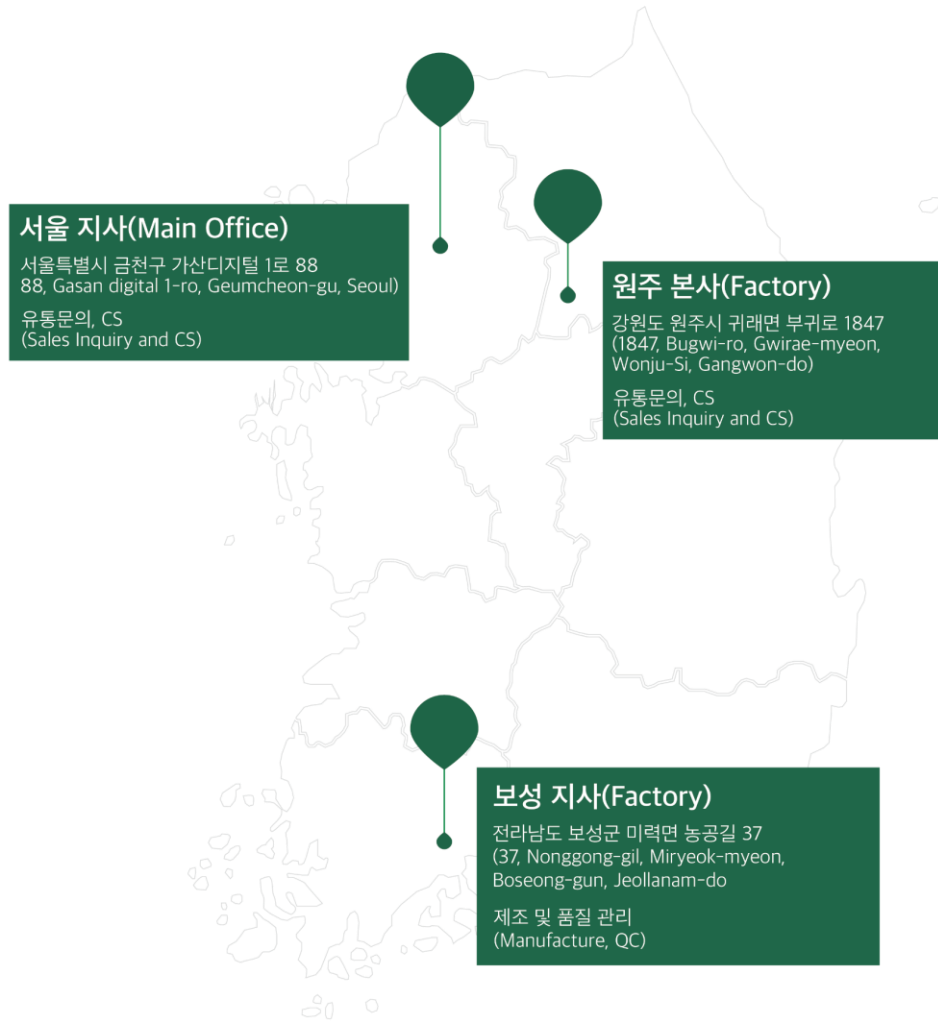 서울 지사(Main Office)
서울특별시 금천구 가산디지털 1로 88
88, Gasan digital 1-ro, Geumcheon-gu, Seoul)
유통문의, CS
(Sales Inquiry and CS)
원주 본사(Factory)
강원도 원주시 귀래면 부귀로 1847
(1847, Bugwi-ro, Gwirae-myeon,
Wonju-Si, Gangwon-do)
유통문의, CS
(Sales Inquiry and CS)
보성 지사(Factory)
전라남도 보성군 미력면 농공길 37
(37, Nonggong-gil, Miryeok-myeon,
Boseong-gun, Jeollanam-do
제조 및 품질 관리
(Manufacture, QC)